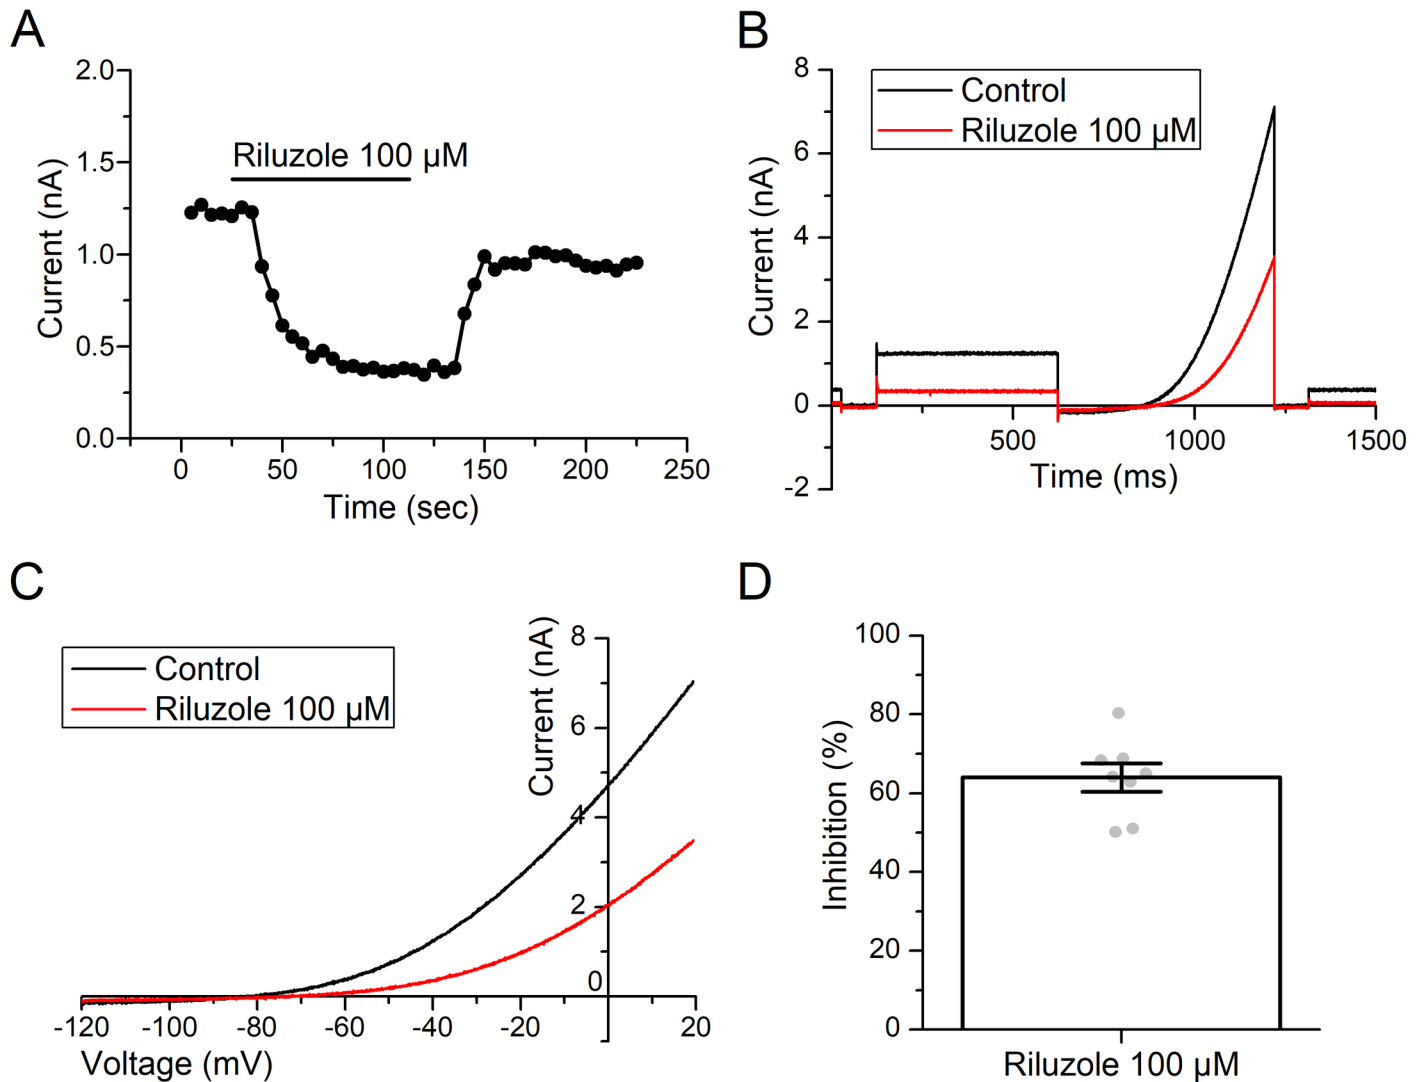 A
2.0
1.5
1.0
0.5
0.0
Current (nA)
Riluzole 100 µM
0
50
100
150
200
250
Time (sec)
B
8
6
4
2
0
-2
Current (nA)
Control
Riluzole 100 µM
500
1000
1500
Time (ms)
C
Control
Riluzole 100 µM
Current (nA)
8
6
4
2
0
-120
-100
-80
-60
-40
-20
20
Voltage (mV)
D
100
80
60
40
20
0
Inhibition (%)
Riluzole 100 µM